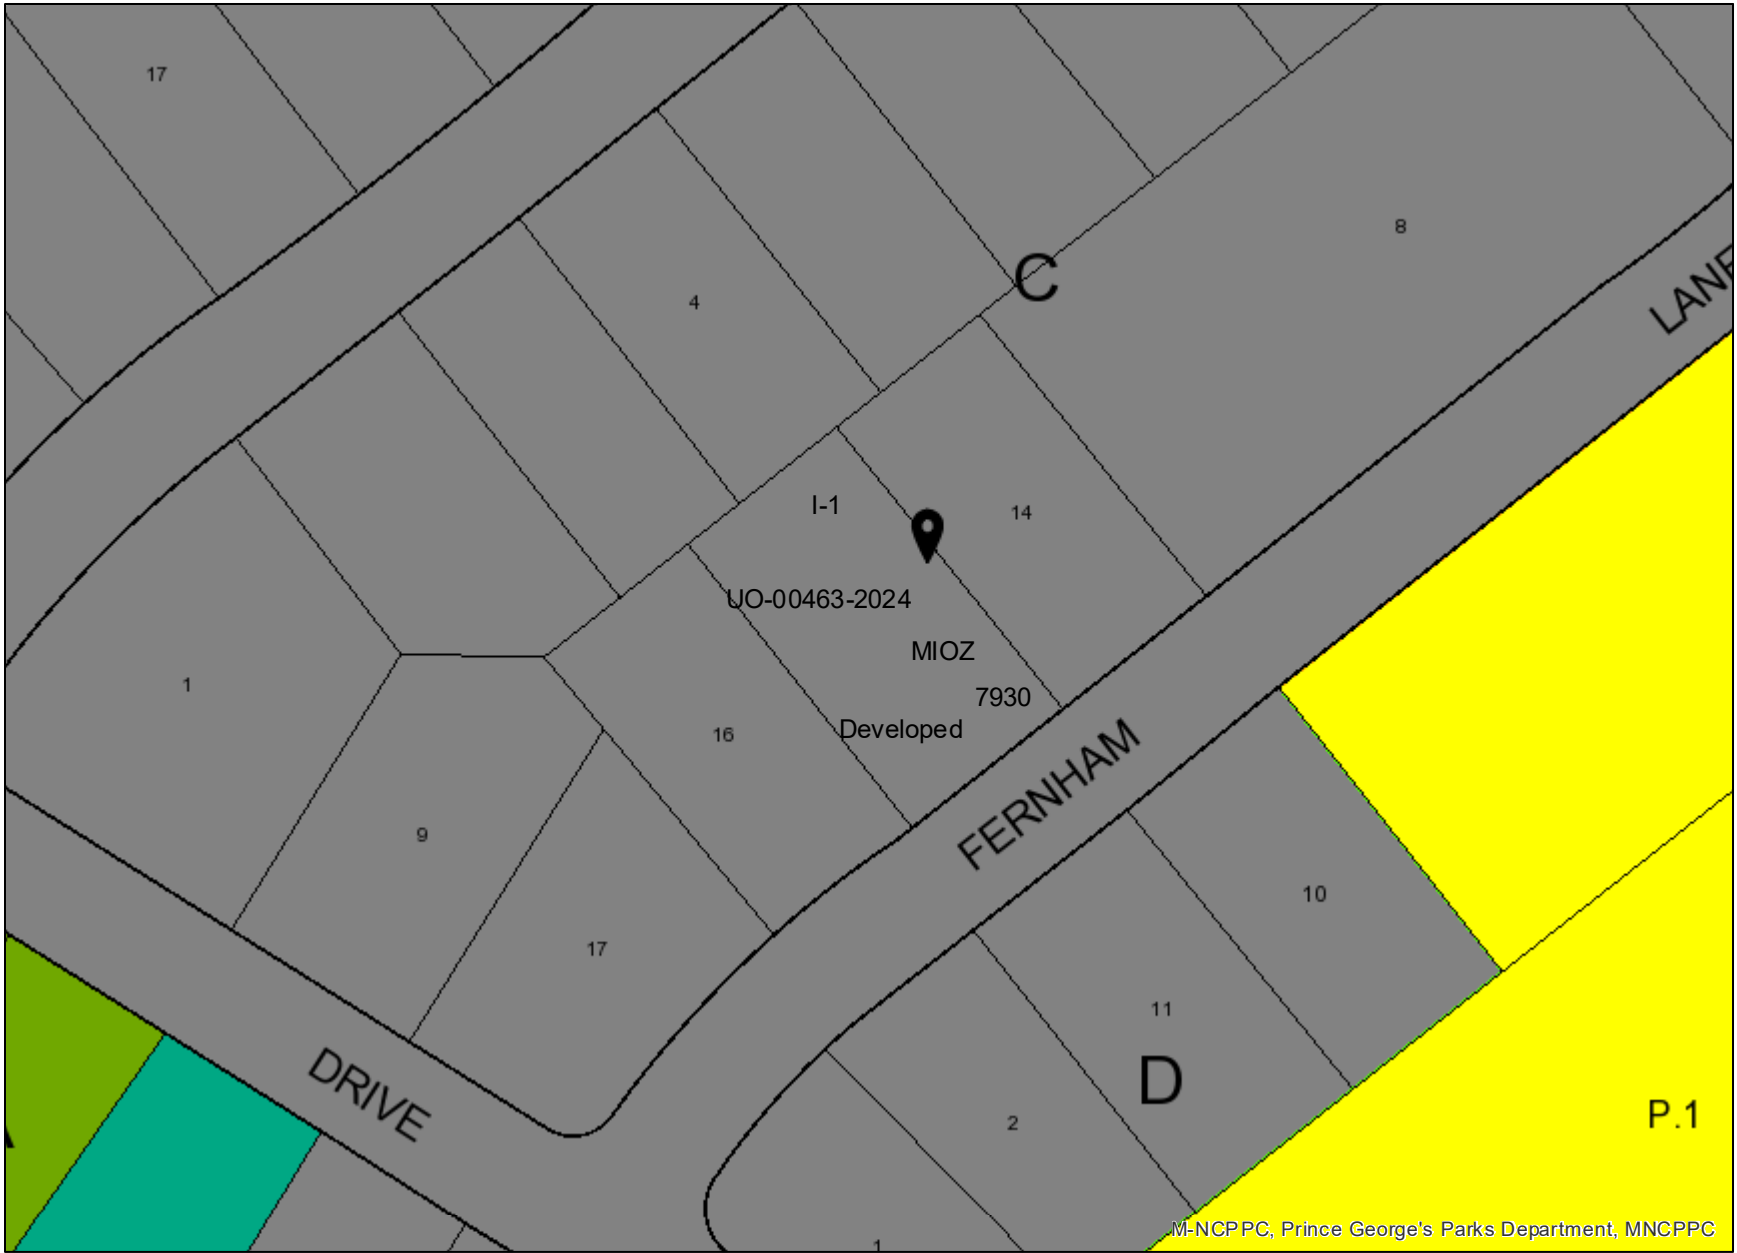 17
8
C
LANE
4
I-1
14
UO-00463-2024
MIOZ
1
7930
16
Developed
FERNHAM
9
10
17
11
D
DRIVE
P.1
2
M-NCPPC, Prince George's Parks Department, MNCPPC
1